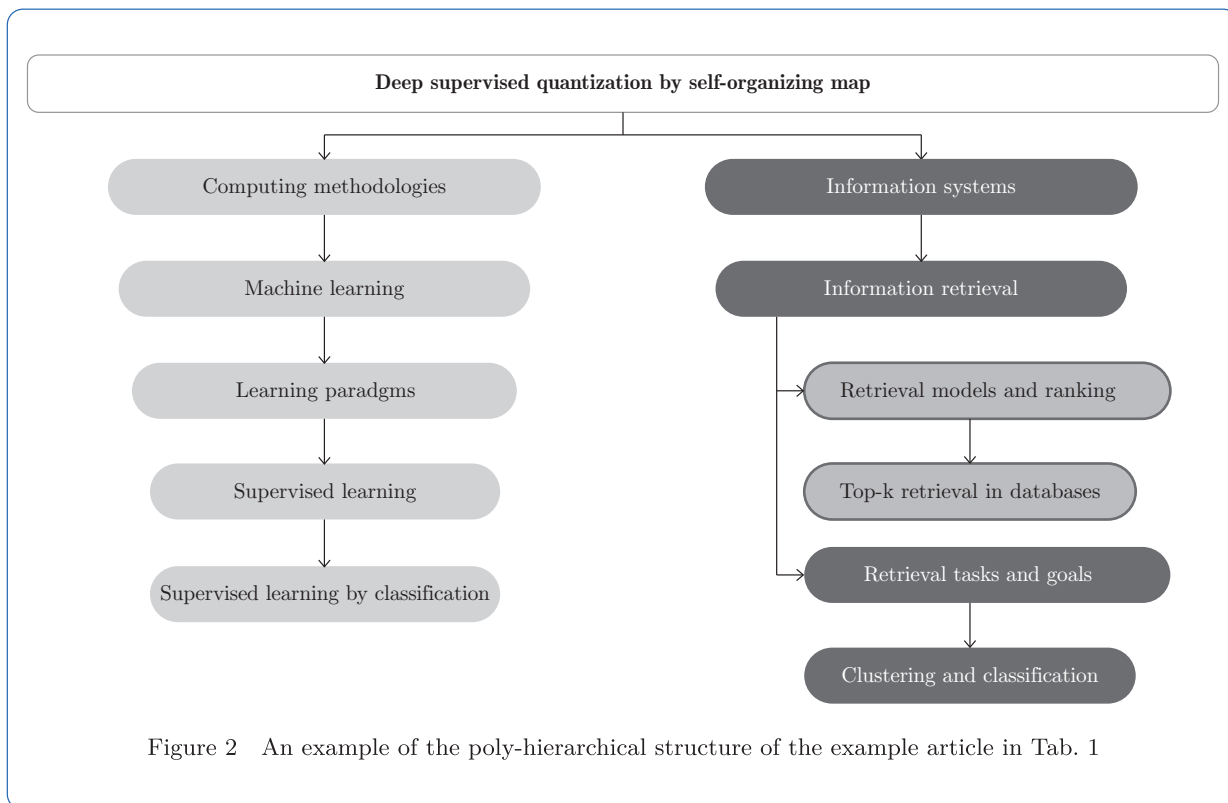 Deep supervised quantization by self-organizing map
Computing methodologies
Machine learning
Learning paradgms
Supervised learning
Supervised learning by classification
Information systems
Information retrieval
Retrieval models and ranking
Top-k retrieval in databases
Retrieval tasks and goals
Clustering and classification
Figure 2 An example of the poly-hierarchical structure of the example article in Tab. 1